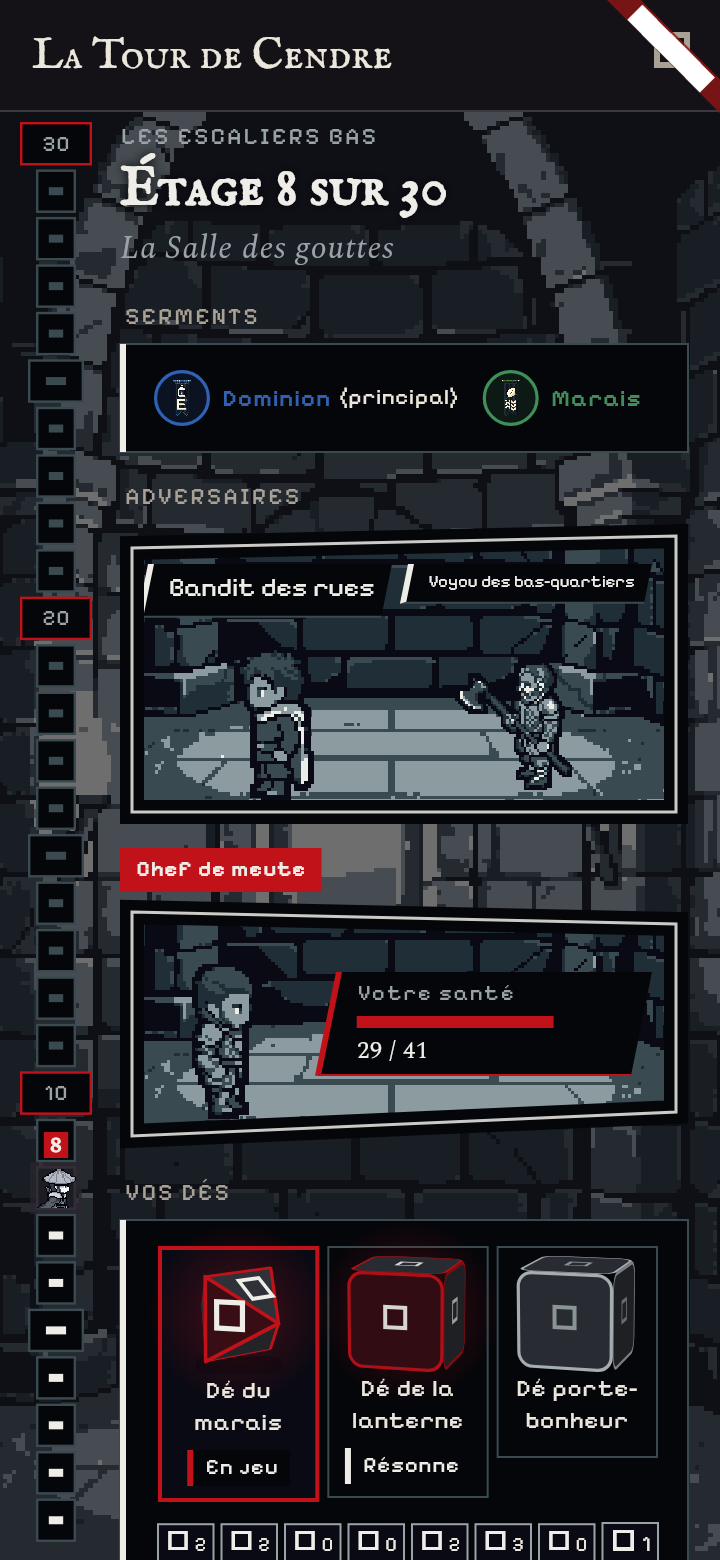 La Tour de Cendre
LES ESCALIERS BAS
Étage 8 sur 30
La Salle des gouttes
SERMENTS
Dominion (principal)
Marais
ADVERSAIRES
Bandit des rues
Voyou des bas-quartiers
Chef de meute
Votre santé
29 / 41
VOS DÉS
Dé du
marais
En jeu
Dé de la
lanterne
Résonne
Dé porte-
bonheur
2 2 0 0 2 3 0 1
30
20
10
8